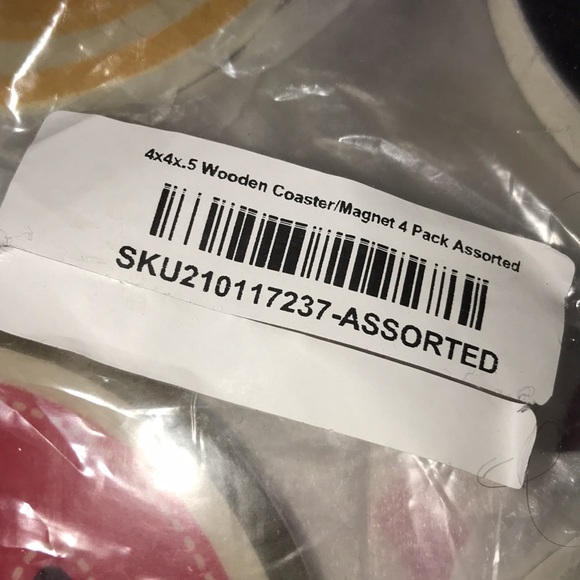 4x4x.5 Wooden Coaster/Magnet 4 Pack Assorted
SKU210117237-ASSORTED